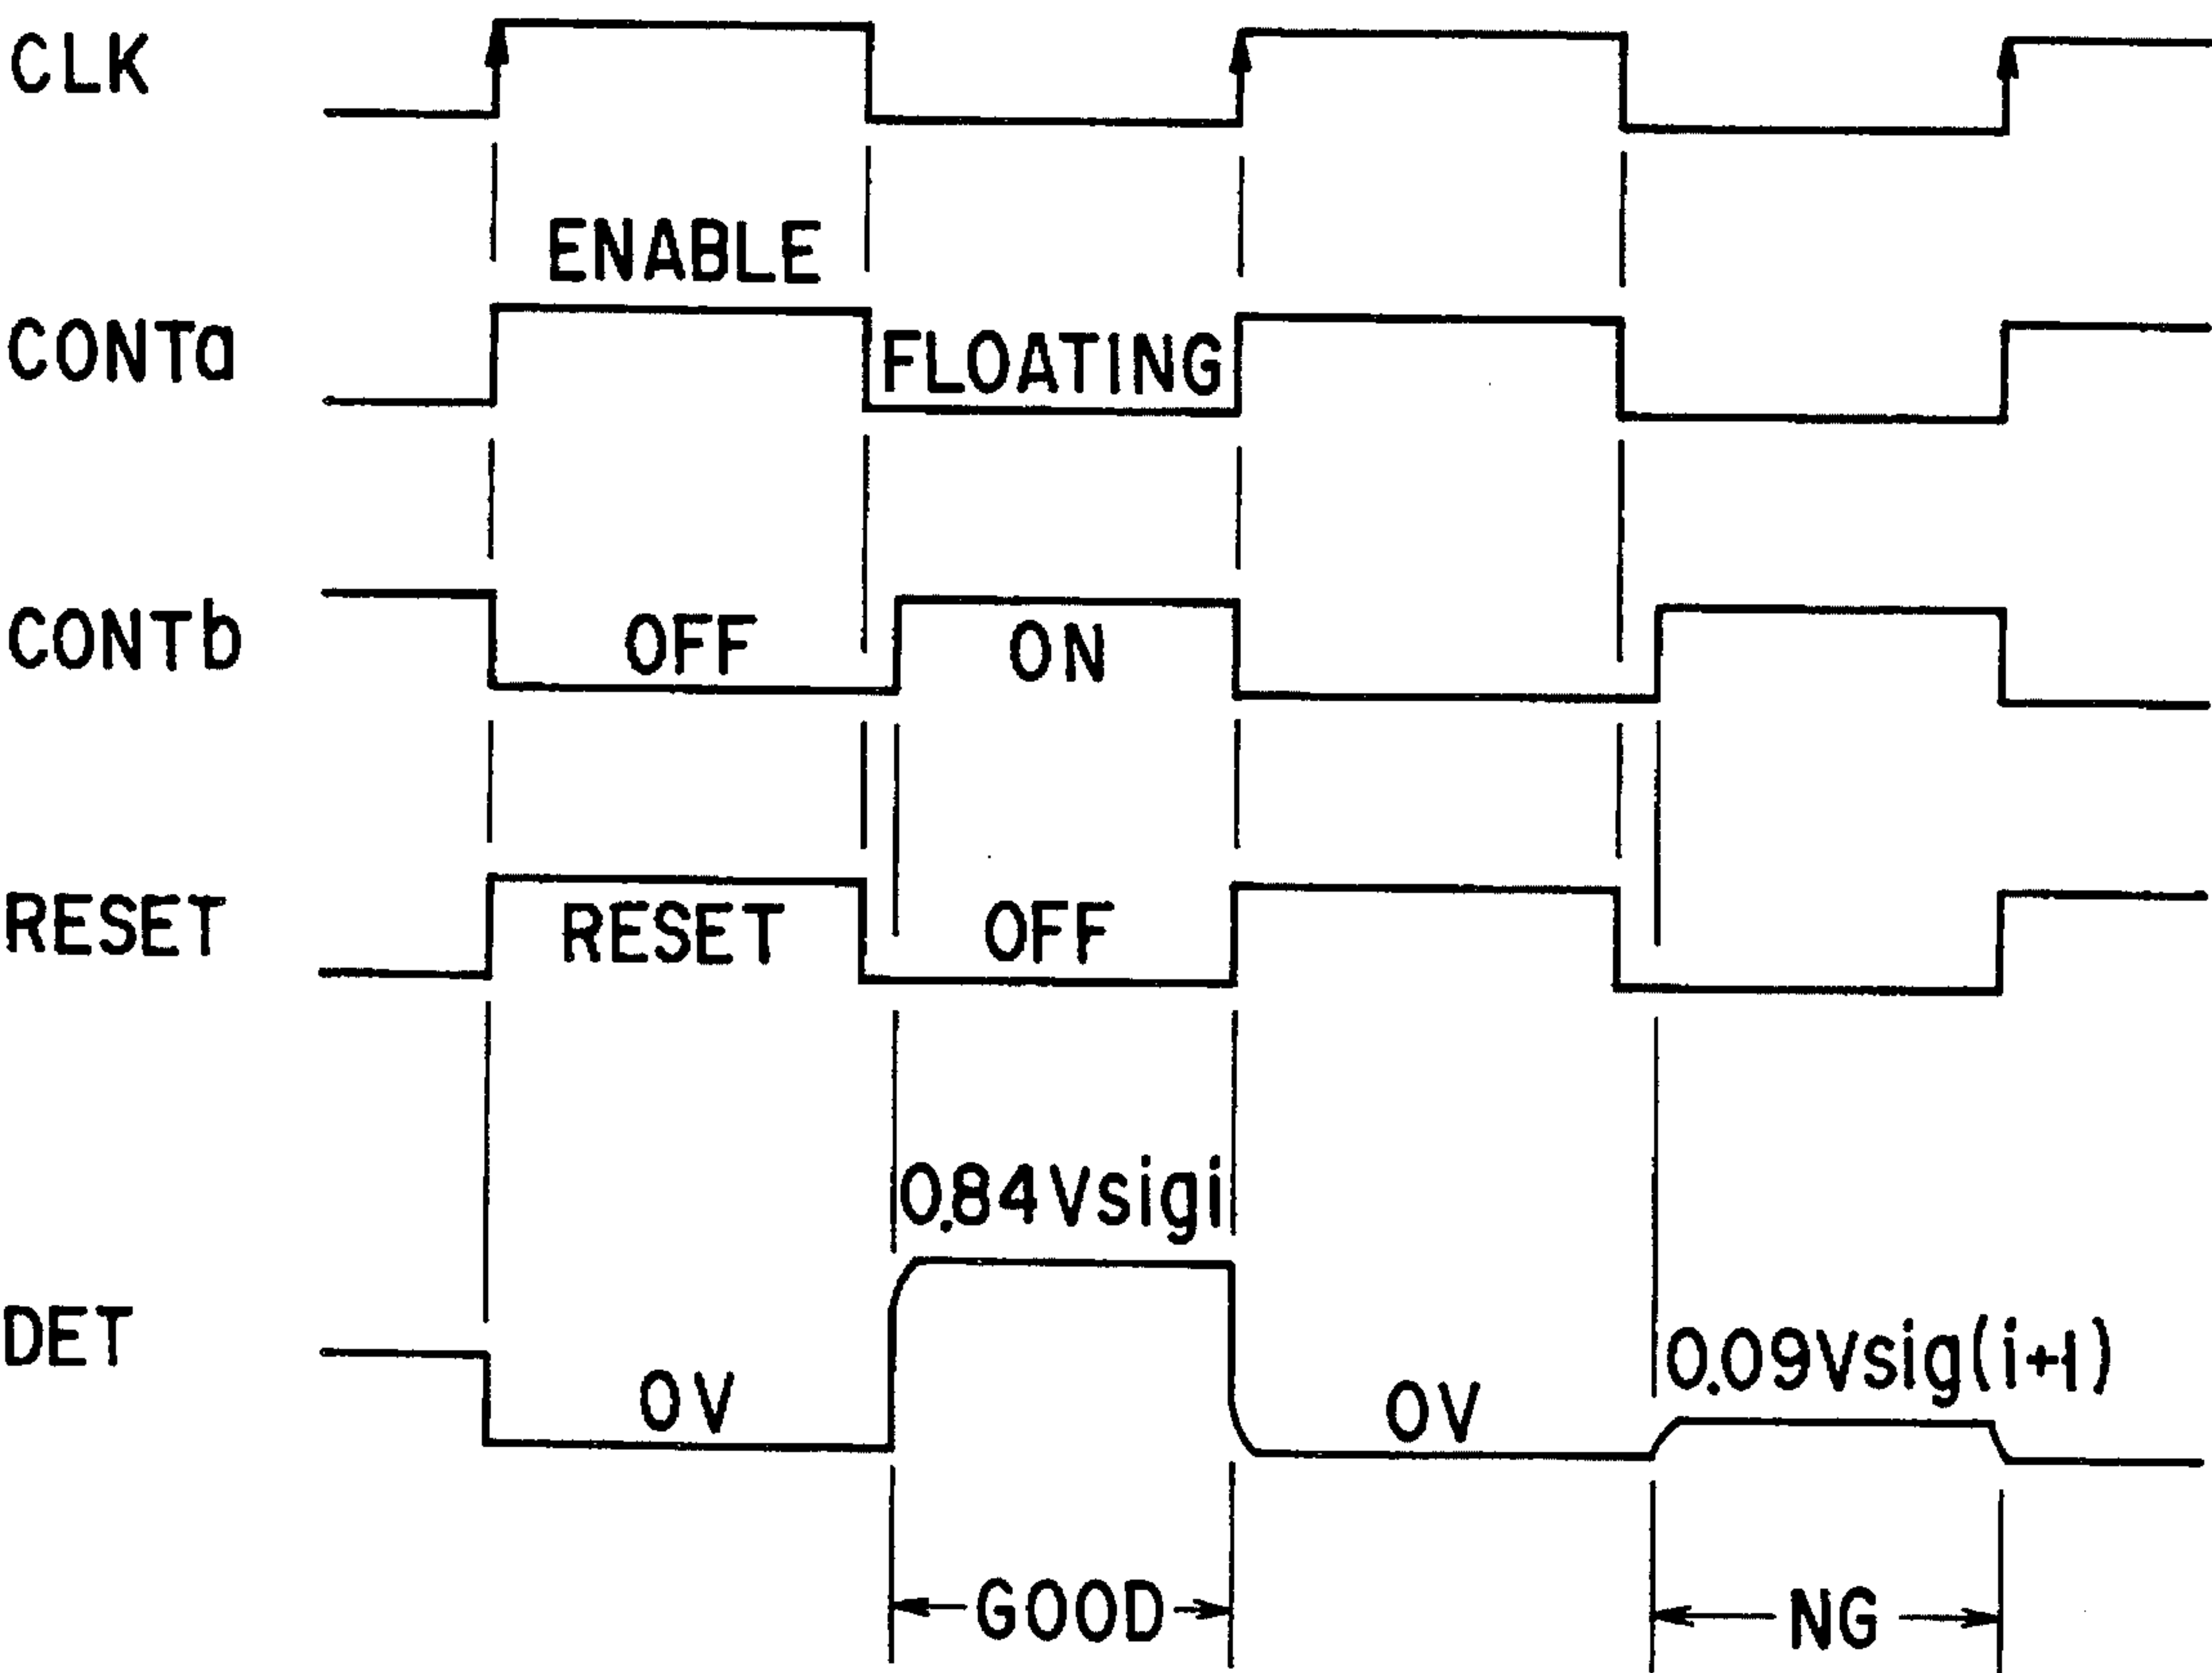 CLK
ENABLE
CONTa
FLOATING
CONTb
OFF
ON
RESET
RESET
OFF
0.84Vsigi
DET
0V
0V
0.09Vsig(i+1)
GOOD
NG